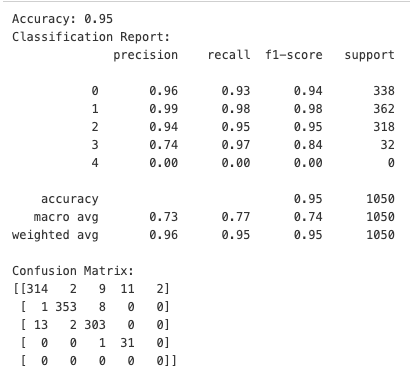 Accuracy: 0.95
Classification Report:
precision recall f1-score support
0 0.96 0.93 0.94 338
1 0.99 0.98 0.98 362
2 0.94 0.95 0.95 318
3 0.74 0.97 0.84 32
4 0.00 0.00 0.00 0
accuracy 0.95 1050
macro avg 0.73 0.77 0.74 1050
weighted avg 0.96 0.95 0.95 1050
Confusion Matrix:
[[314 2 9 11 2]
[ 1 353 8 0 0]
[ 13 2 303 0 0]
[ 0 0 1 31 0]
[ 0 0 0 0 0]]